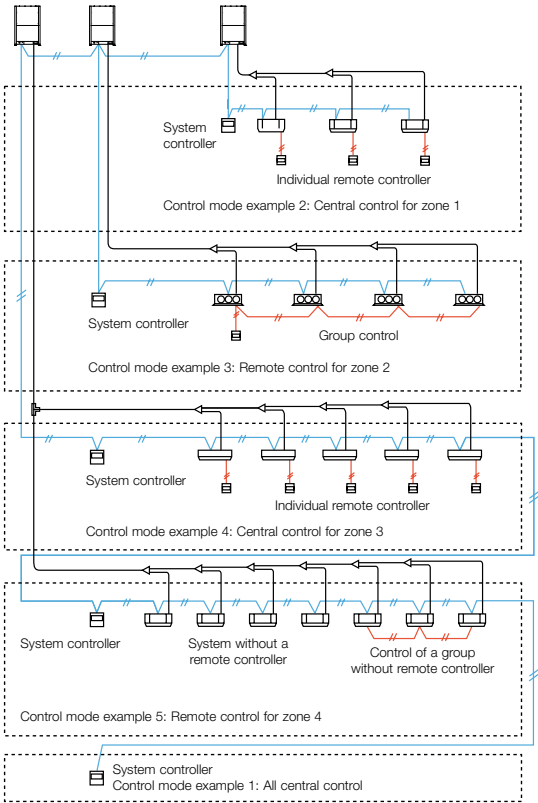 System
controller
Individual remote controller
Control mode example 2: Central control for zone 1
System controller
Group control
Control mode example 3: Remote control for zone 2
System controller
Individual remote controller
Control mode example 4: Central control for zone 3
System controller
System without a
remote controller
Control of a group
without remote controller
Control mode example 5: Remote control for zone 4
System controller
Control mode example 1: All central control